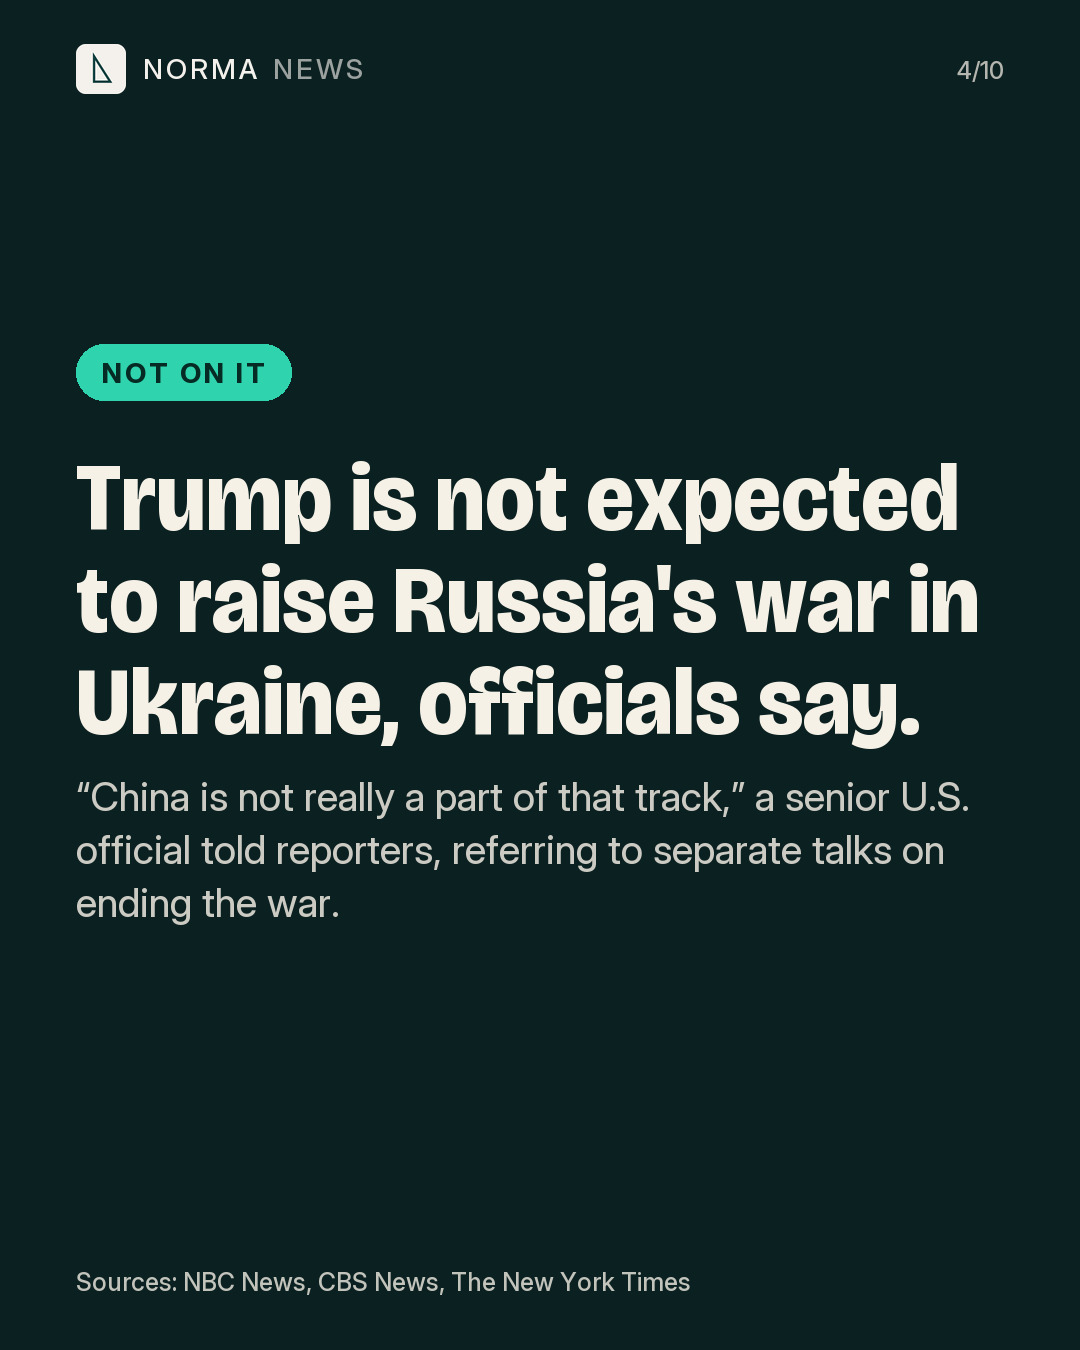 NORMA NEWS
4/10
NOT ON IT
Trump is not expected
to raise Russia's war in
Ukraine, officials say.
“China is not really a part of that track,” a senior U.S.
official told reporters, referring to separate talks on
ending the war.
Sources: NBC News, CBS News, The New York Times